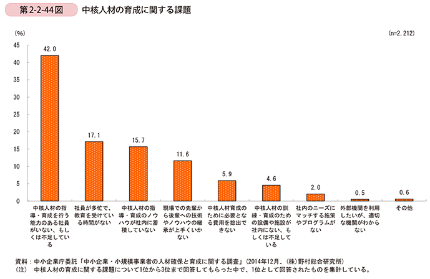 第2-2-44図 中核人材の育成に関する課題
(%)
(n=2,212)
45
40
35
30
25
20
15
10
5
0
42.0
17.1
15.7
11.6
5.9
4.6
2.0
0.5
0.6
中核人材の指
導・育成を行う
能力のある社員
がいない、もし
くは不足している
社員が多忙で、
教育を受けてい
る時間がない
中核人材の指
導・育成のノウ
ハウが社内に蓄
積していない
現場での先輩か
ら後輩への技術
やノウハウの継
承が上手くいかない
中核人材育成の
ために必要とな
る費用を捻出で
きない
中核人材の訓
練・育成のため
の設備や施設が
社内にない、も
しくは不足している
社内のニーズに
マッチする施策
やプログラムが
ない
外部機関を利用
したいが、適切
な機関がわから
ない
その他
資料：中小企業庁委託「中小企業・小規模事業者の人材確保と育成に関する調査」(2014年12月、(株)野村総合研究所)
(注) 中核人材の育成に関する課題について1位から3位まで回答してもらった中で、1位として回答されたものを集計している。